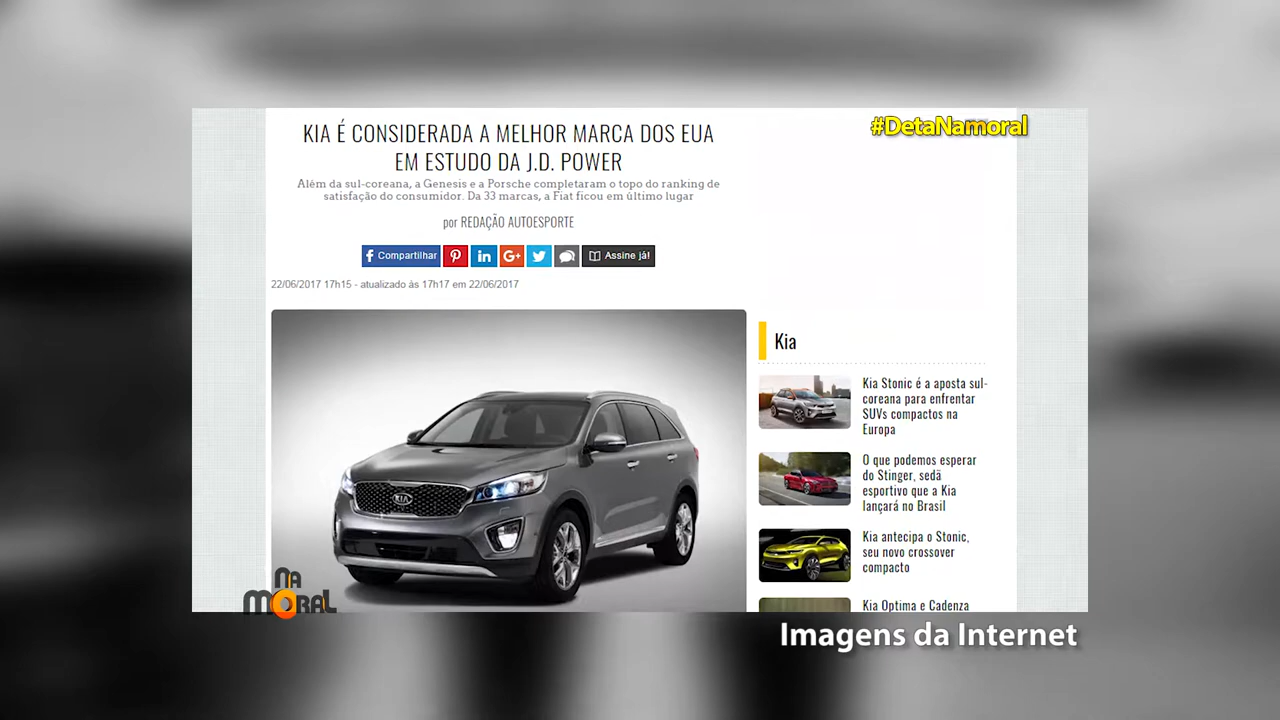 #DetaNamoral
KIA É CONSIDERADA A MELHOR MARCA DOS EUA
EM ESTUDO DA J.D. POWER
Além da sul-coreana, a Genesis e a Porsche completaram o topo do ranking de
satisfação do consumidor. Da 33 marcas, a Fiat ficou em último lugar
por REDAÇÃO AUTOESPORTE
Compartilhar
Assine já!
22/06/2017 17h15 - atualizado às 17h17 em 22/06/2017
KIA
Kia
Kia Stonic é a aposta sul-
coreana para enfrentar
SUVs compactos na
Europa
O que podemos esperar
do Stinger, sedã
esportivo que a Kia
lançará no Brasil
Kia antecipa o Stonic,
seu novo crossover
compacto
Kia Optima e Cadenza
NA
MORAL
Imagens da Internet